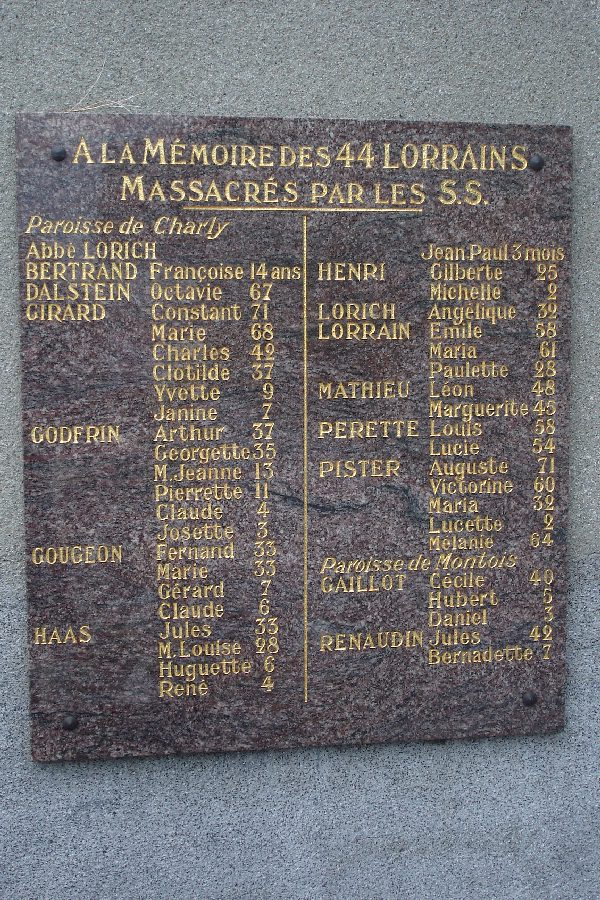 A LA MÉMOIRE DES 44 LORRAINS
MASSACRÉS PAR LES S.S.
Paroisse de Charly
Abbé LORICH
BERTRAND Françoise 14 ans
DALSTEIN Octavie 67
GIRARD Constant 71
Marie 68
Charles 42
Clotilde 37
Yvette 9
Janine 7
GODFRIN Arthur 37
Georgette 35
M. Jeanne 13
Pierrette 11
Claude 4
Josette 3
GOUGEON Fernand 33
Marie 33
Gérard 7
Claude 6
HAAS Jules 33
M. Louise 28
Huguette 6
René 4
Jean Paul 3 mois
HENRI Gilberte 25
Michelle 2
LORICH Angélique 32
LORRAIN Emile 58
Maria 61
Paulette 28
MATHIEU Léon 48
Marguerite 45
PERETTE Louis 58
Lucie 54
PISTER Auguste 71
Victorine 60
Maria 32
Lucette 2
Mélanie 64
Paroisse de Montois
GAILLOT Cécile 40
Hubert 5
Daniel 3
RENAUDIN Jules 42
Bernadette 7